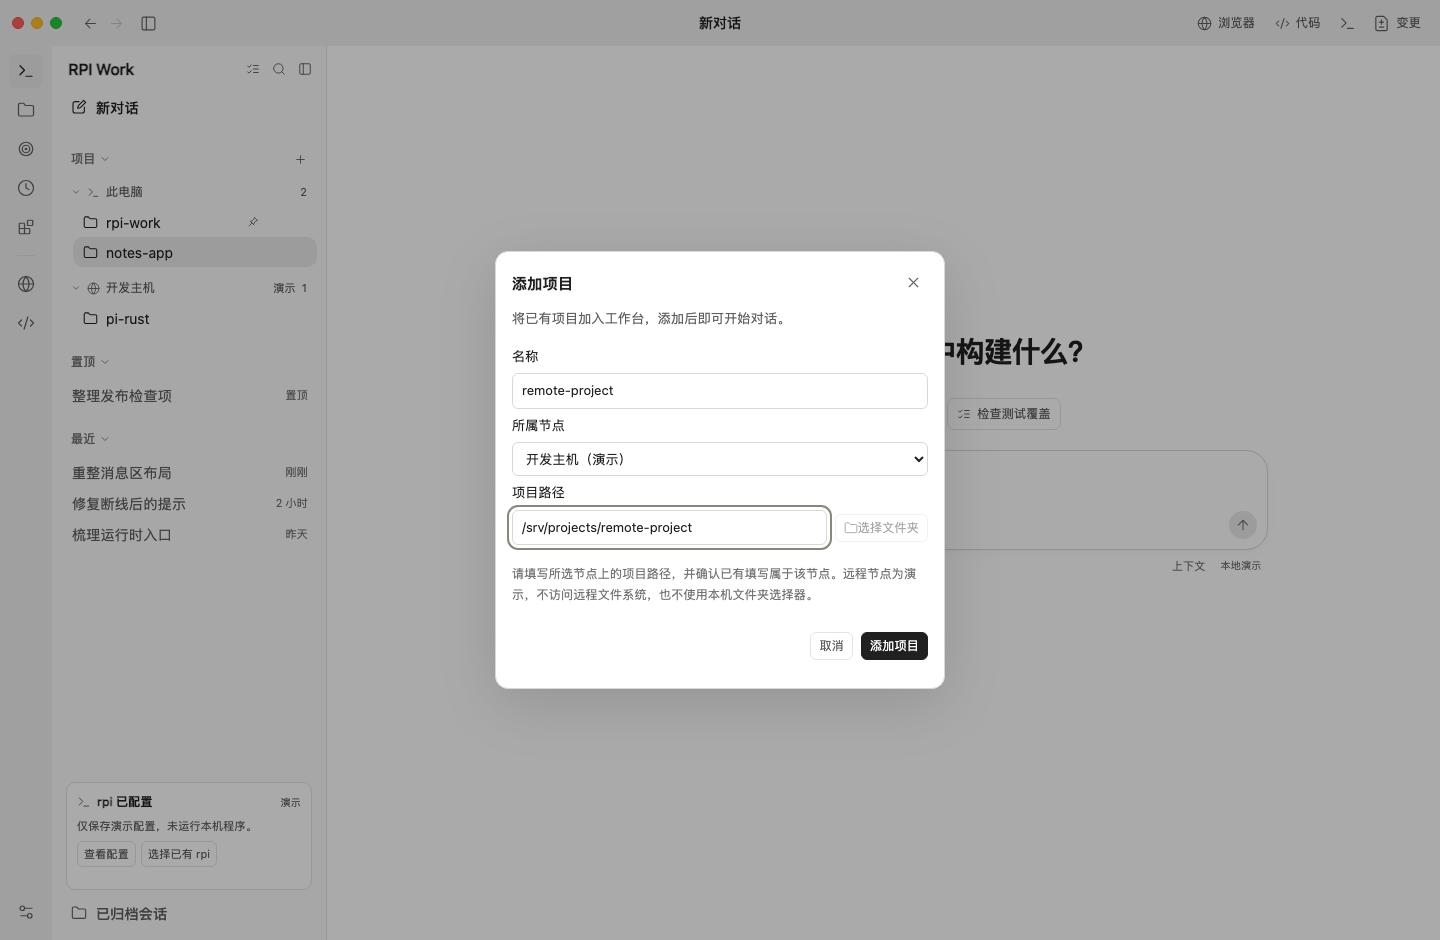 新对话
浏览器
代码
变更
RPI Work
新对话
项目
此电脑 2
rpi-work
notes-app
开发主机 演示 1
pi-rust
置顶
整理发布检查项 置顶
最近
重整消息区布局 刚刚
修复断线后的提示 2 小时
梳理运行时入口 昨天
rpi 已配置 演示
仅保存演示配置，未运行本机程序。
查看配置 选择已有 rpi
已归档会话
构建什么?
检查测试覆盖
上下文 本地演示
添加项目
将已有项目加入工作台，添加后即可开始对话。
名称
remote-project
所属节点
开发主机（演示）
项目路径
/srv/projects/remote-project
选择文件夹
请填写所选节点上的项目路径，并确认已有填写属于该节点。远程节点为演
示，不访问远程文件系统，也不使用本机文件夹选择器。
取消 添加项目